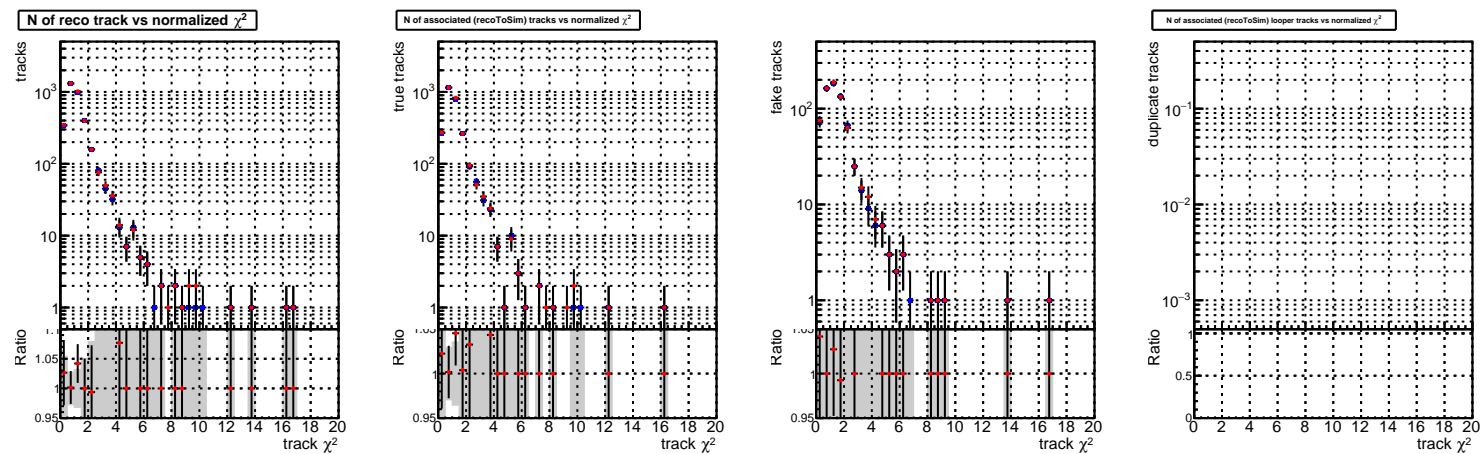 N of reco track vs normalized χ²
tracks
10³
10²
10
1
Ratio
1.1
1.05
1
0.95
0 2 4 6 8 10 12 14 16 18 20
track χ²
N of associated (recoToSim) tracks vs normalized χ²
true tracks
10³
10²
10
1
Ratio
1.05
1
0.95
0 2 4 6 8 10 12 14 16 18 20
track χ²
fake tracks
10²
10
1
Ratio
1.05
1
0.95
0 2 4 6 8 10 12 14 16 18 20
track χ²
N of associated (recoToSim) looper tracks vs normalized χ²
duplicate tracks
10⁻¹
10⁻²
10⁻³
Ratio
0.5
0
0 2 4 6 8 10 12 14 16 18 20
track χ²